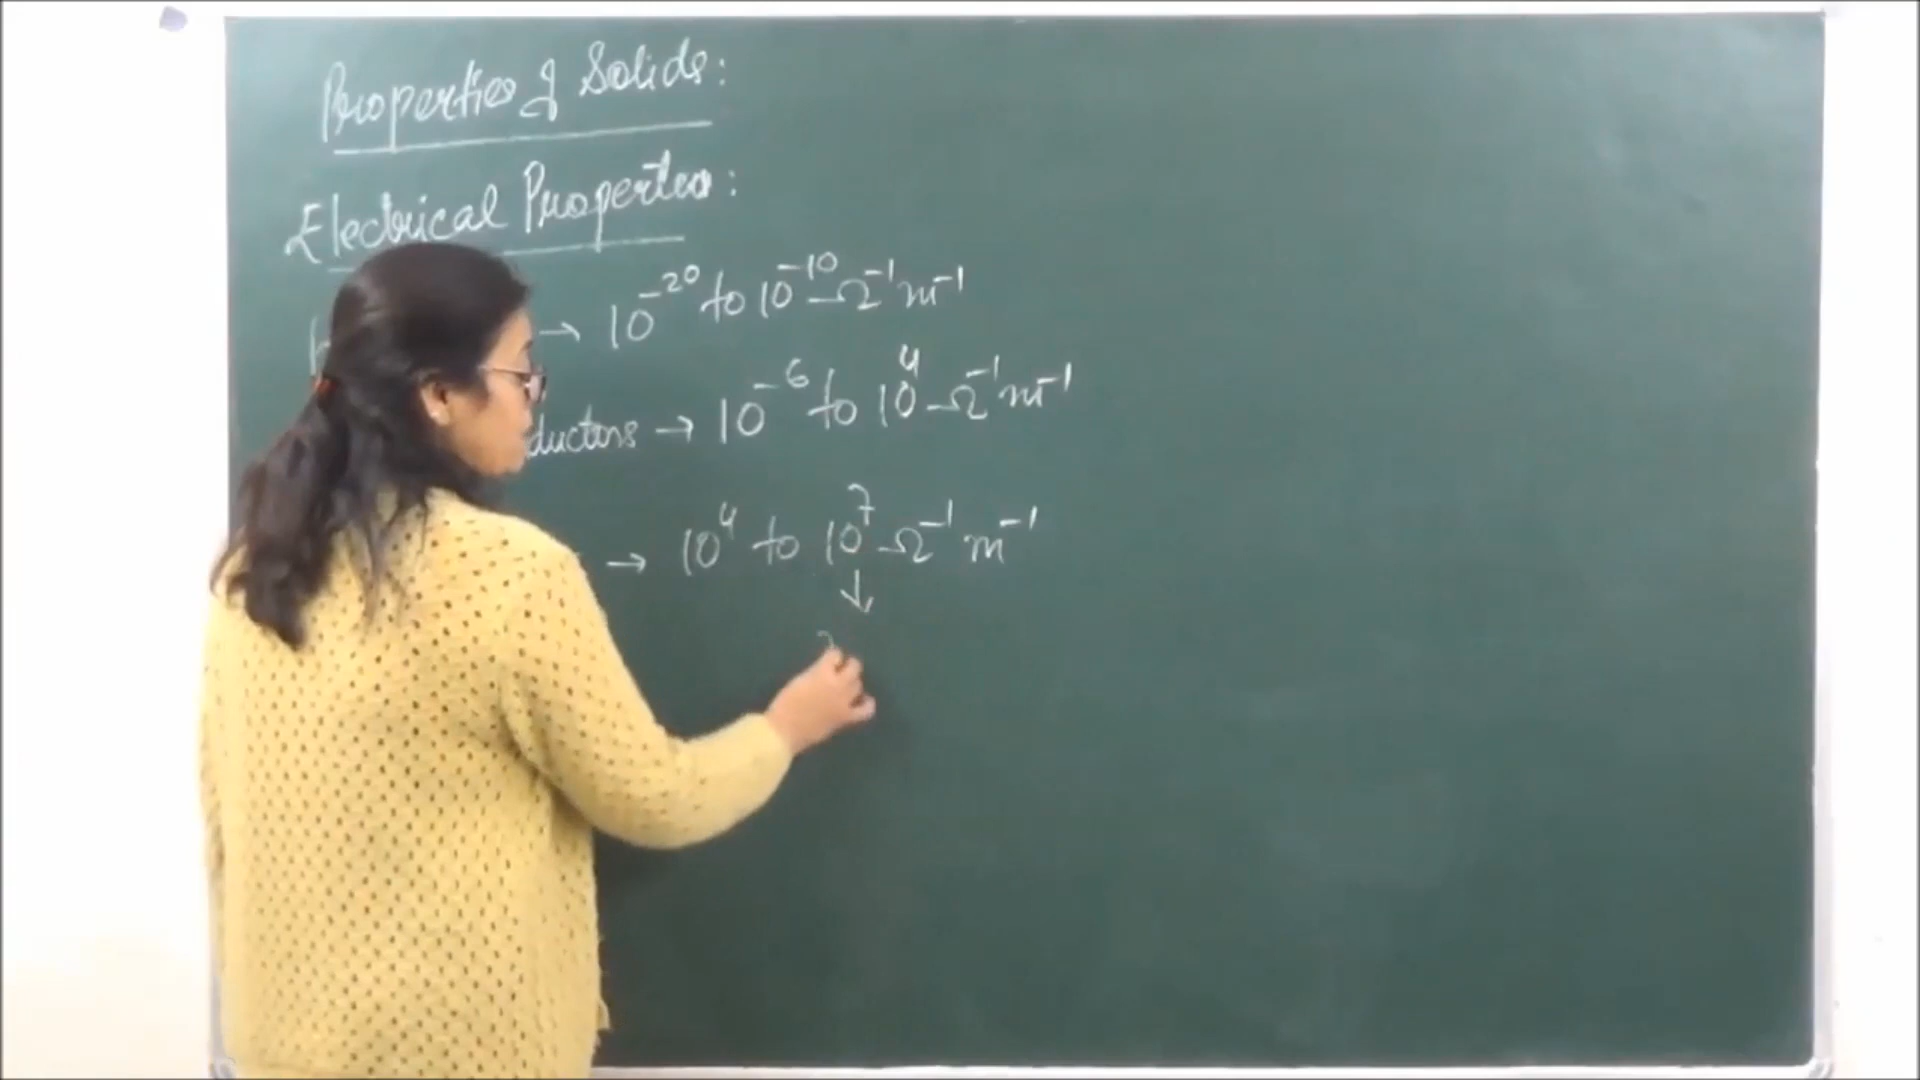 Properties of Solids:
Electrical Properties:
→ 10⁻²⁰ to 10⁻¹⁰ Ω⁻¹ m⁻¹
ductors → 10⁻⁶ to 10⁴ Ω⁻¹ m⁻¹
→ 10⁴ to 10⁷ Ω⁻¹ m⁻¹
↓